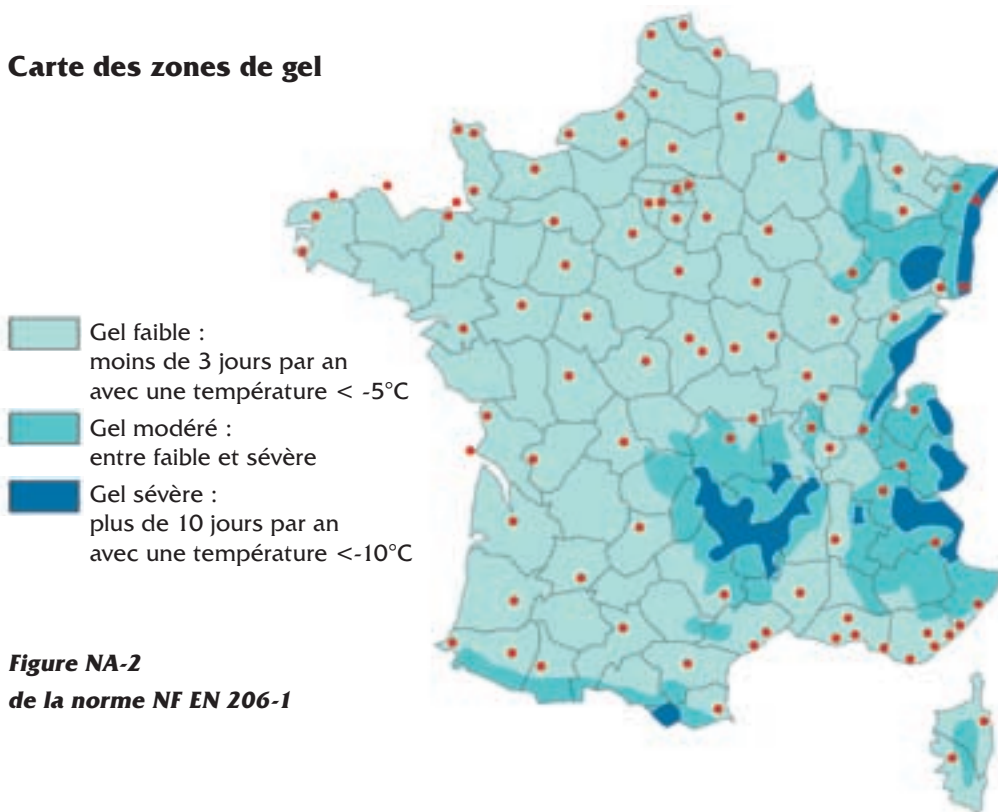 Carte des zones de gel
Gel faible :
moins de 3 jours par an
avec une température < -5°C
Gel modéré :
entre faible et sévère
Gel sévère :
plus de 10 jours par an
avec une température <-10°C
Figure NA-2
de la norme NF EN 206-1